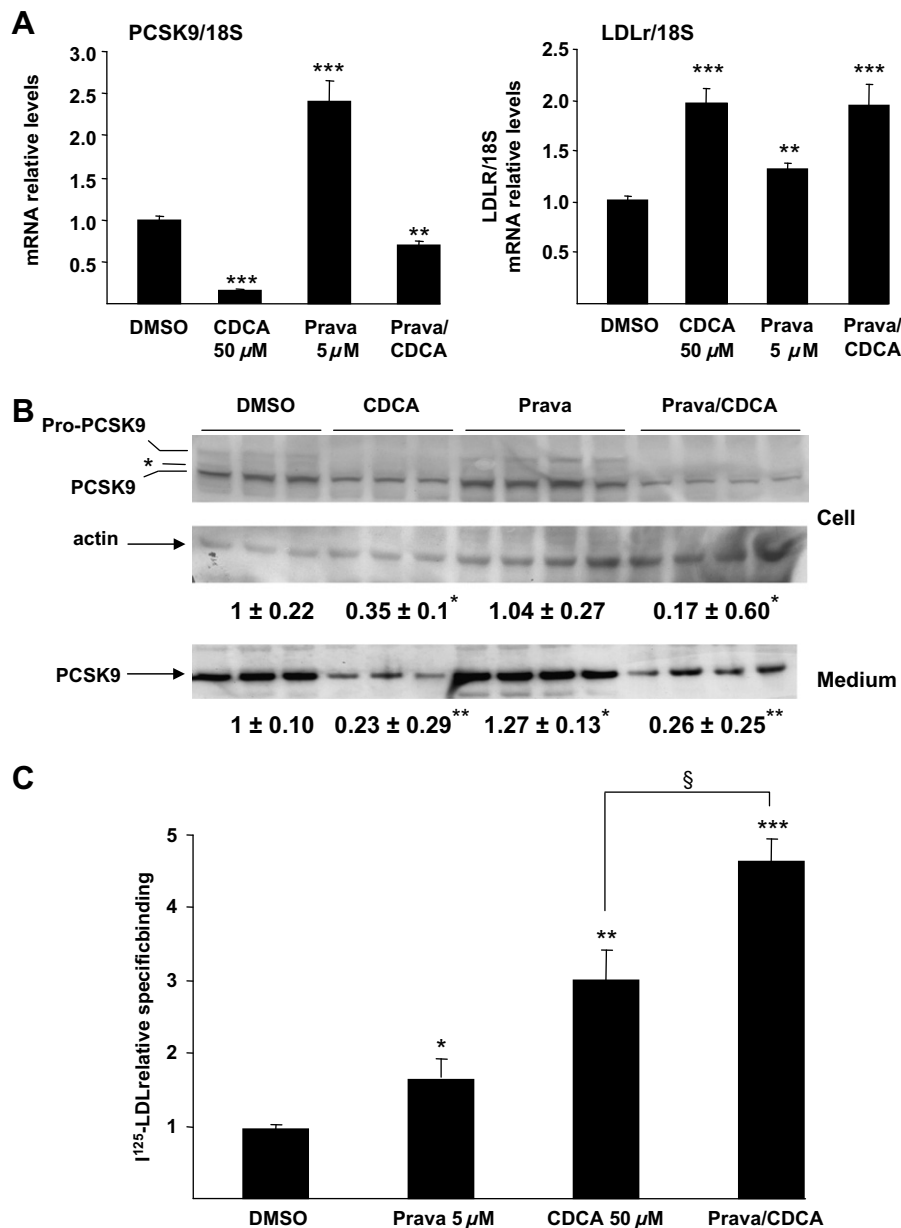 A
PCSK9/18S
mRNA relative levels
3.0
2.5
2.0
1.5
1.0
0.5
***
***
**
DMSO
CDCA
50 µM
Prava
5 µM
Prava/
CDCA
LDLr/18S
LDLR/18S
mRNA relative levels
2.5
2.0
1.5
1.0
0.5
***
**
***
DMSO
CDCA
50 µM
Prava
5 µM
Prava/
CDCA
B
DMSO CDCA Prava Prava/CDCA
Pro-PCSK9
*
PCSK9
Cell
actin
1 ± 0.22 0.35 ± 0.1* 1.04 ± 0.27 0.17 ± 0.60*
PCSK9
Medium
1 ± 0.10 0.23 ± 0.29** 1.27 ± 0.13* 0.26 ± 0.25**
C
I125-LDLrelative specificbinding
5
4
3
2
1
§
*
**
***
DMSO Prava 5 µM CDCA 50 µM Prava/CDCA